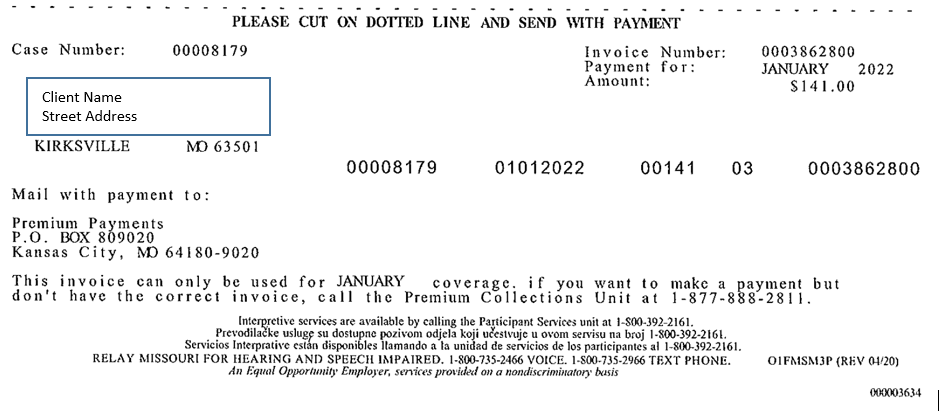 PLEASE CUT ON DOTTED LINE AND SEND WITH PAYMENT
Case Number: 00008179 Invoice Number: 0003862800
Payment for: JANUARY 2022
Amount: $141.00
Client Name
Street Address
KIRKSVILLE MO 63501
00008179 01012022 00141 03 0003862800
Mail with payment to:
Premium Payments
P.O. BOX 809020
Kansas City, MO 64180-9020
This invoice can only be used for JANUARY coverage. if you want to make a payment but
don't have the correct invoice, call the Premium Collections Unit at 1-877-888-2811.
Interpretive services are available by calling the Participant Services unit at 1-800-392-2161.
Prevodilačke usluge su dostupne pozivom odjela koji učestvuje u ovom servisu na broj 1-800-392-2161.
Servicios Interprative están disponibles llamando a la unidad de servicios de los participantes al 1-800-392-2161.
RELAY MISSOURI FOR HEARING AND SPEECH IMPAIRED. 1-800-735-2466 VOICE. 1-800-735-2966 TEXT PHONE. O1FMSM3P (REV 04/20)
An Equal Opportunity Employer, services provided on a nondiscriminatory basis
000003634